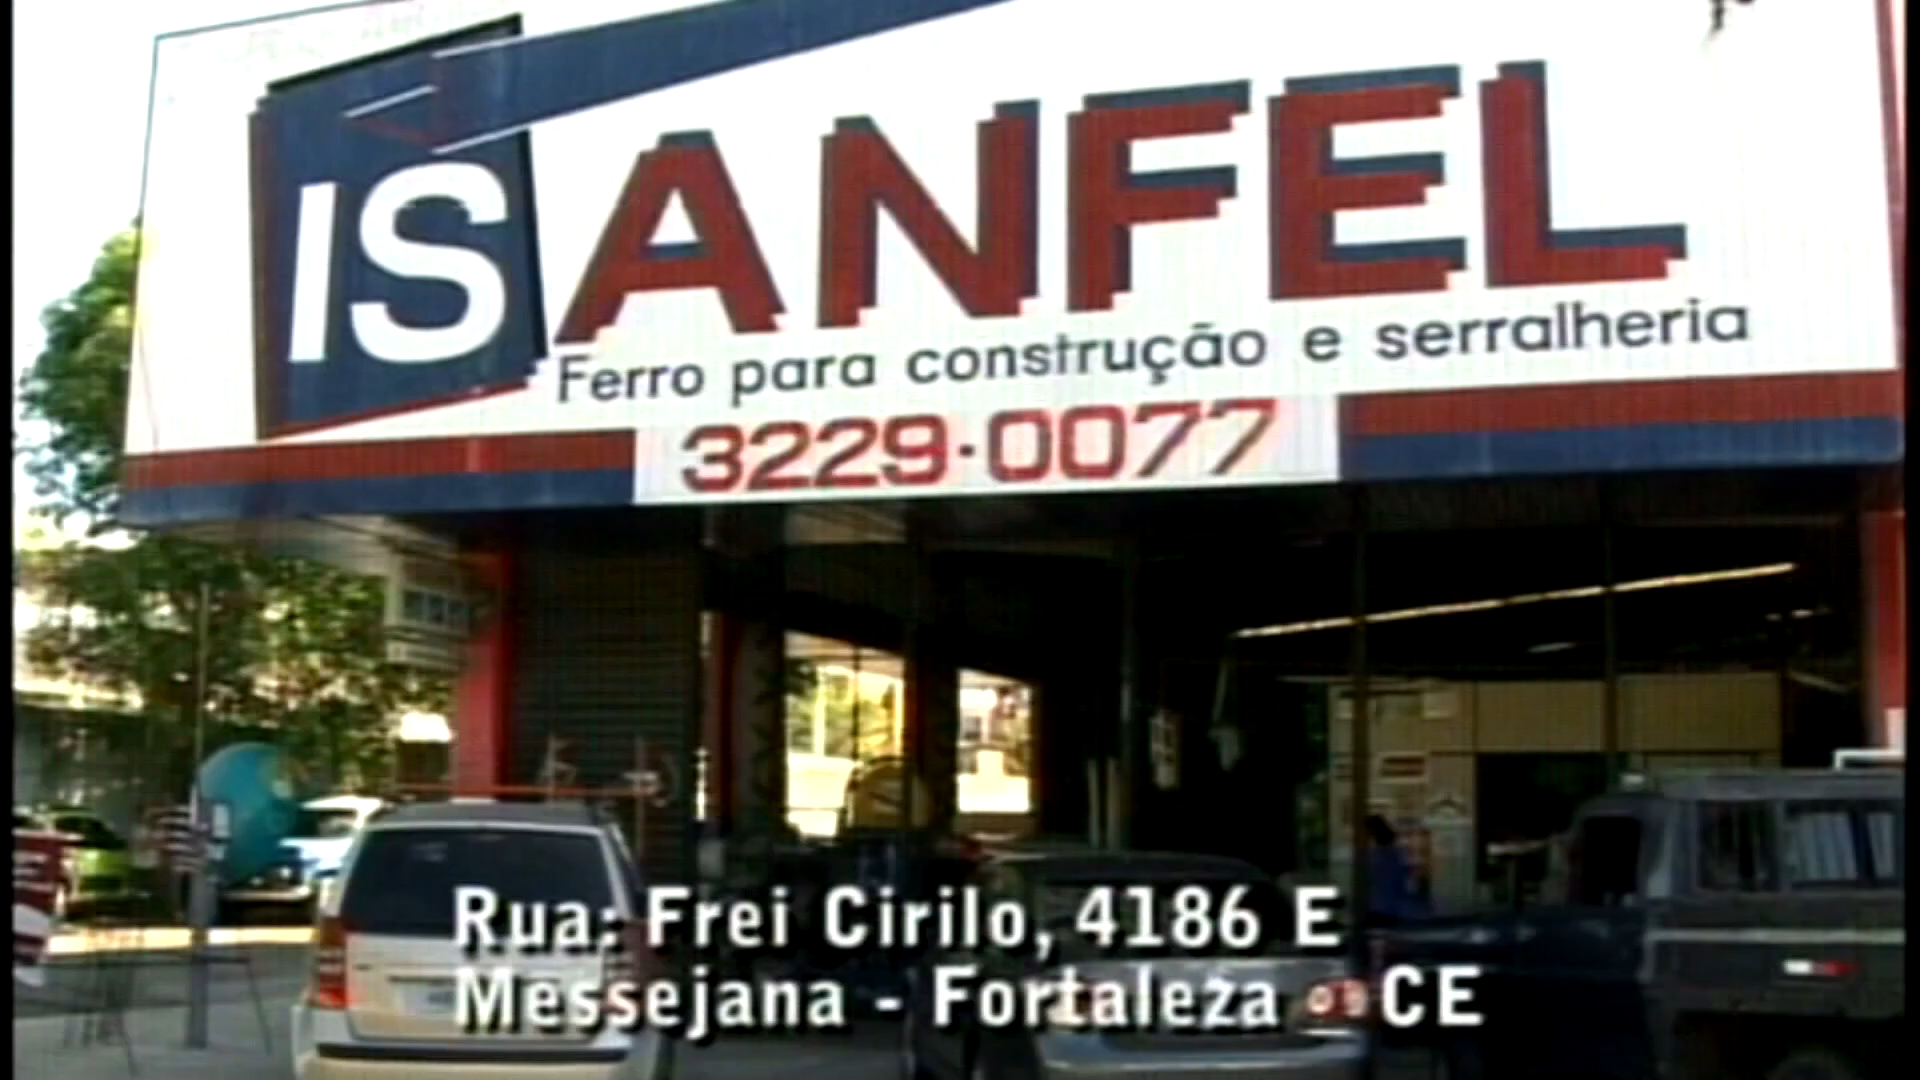 ISANFEL
Ferro para construção e serralheria
3229·0077
Rua: Frei Cirilo, 4186 E
Messejana - Fortaleza - CE